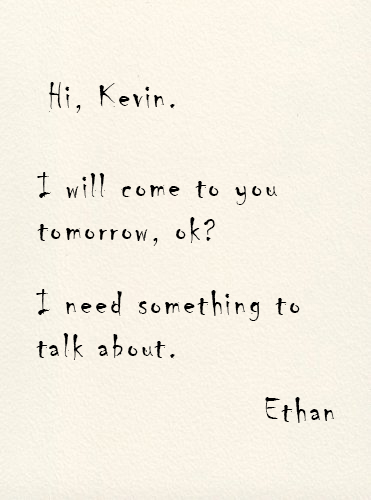 Hi, Kevin.
I will come to you
tomorrow, ok?
I need something to
talk about.
Ethan